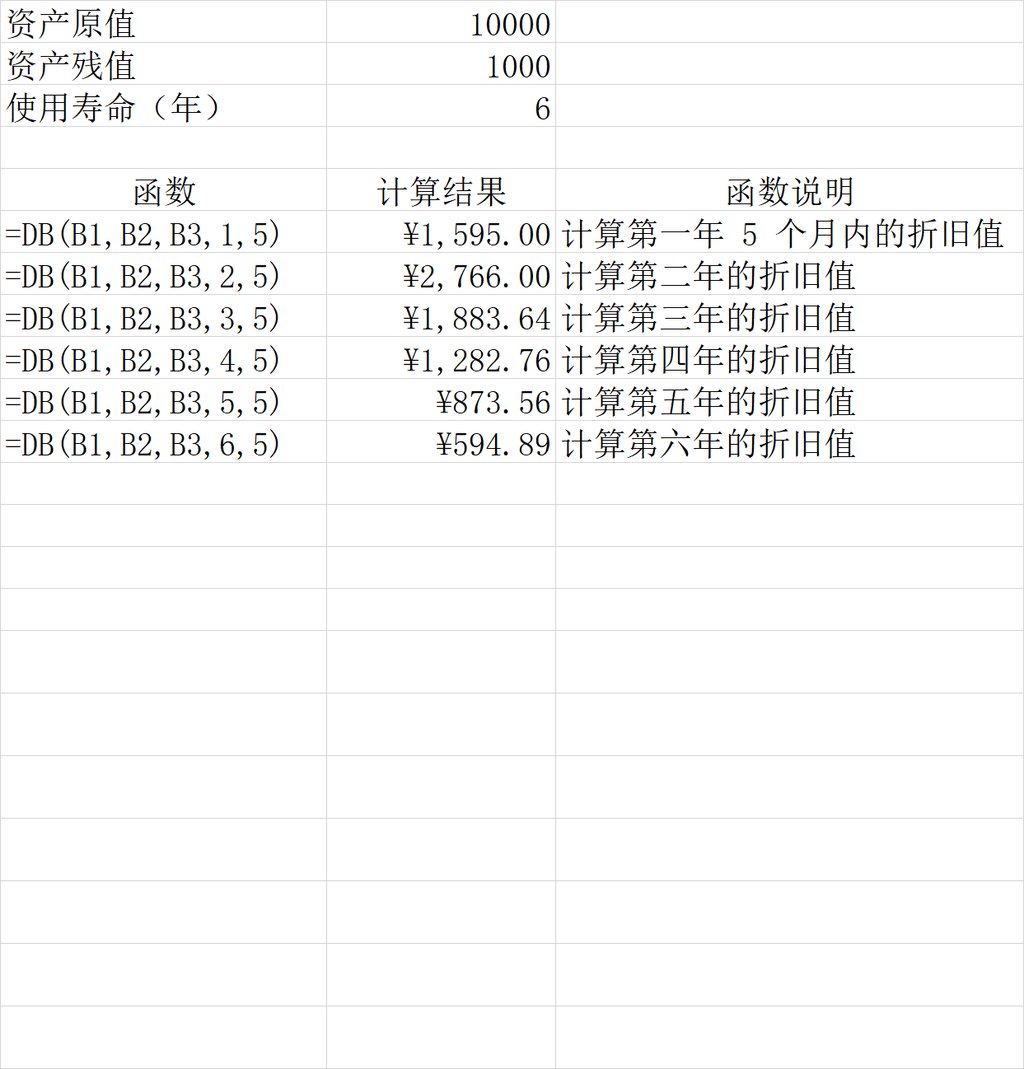 资产原值 10000
资产残值 1000
使用寿命（年） 6
函数 计算结果 函数说明
=DB(B1,B2,B3,1,5) ¥1,595.00 计算第一年 5 个月内的折旧值
=DB(B1,B2,B3,2,5) ¥2,766.00 计算第二年的折旧值
=DB(B1,B2,B3,3,5) ¥1,883.64 计算第三年的折旧值
=DB(B1,B2,B3,4,5) ¥1,282.76 计算第四年的折旧值
=DB(B1,B2,B3,5,5) ¥873.56 计算第五年的折旧值
=DB(B1,B2,B3,6,5) ¥594.89 计算第六年的折旧值